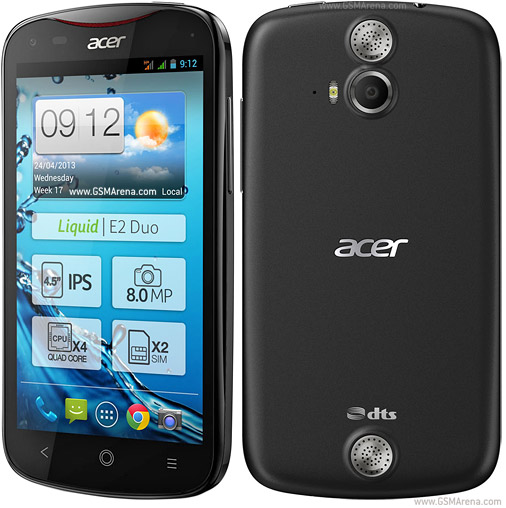 www.GSMArena.com
acer
9:12
09 12
24/04/2013
Wednesday
Week 17
www.GSMArena.com
Local
Liquid | E2 Duo
4.5" IPS
8.0 MP
CPU X4
QUAD CORE
X2
SIM
acer
dts
www.GSMArena.com